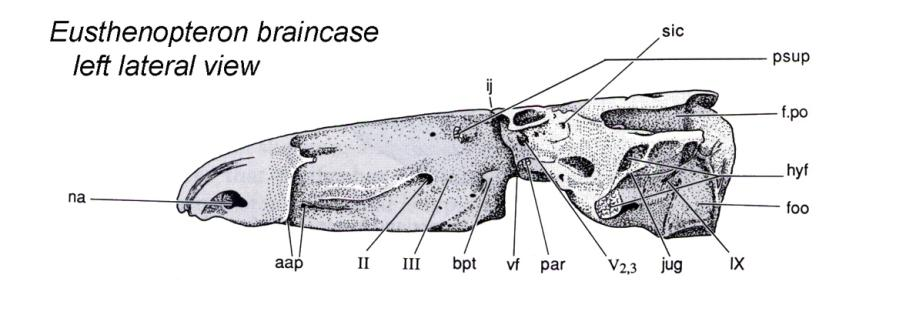 Eusthenopteron braincase
left lateral view
sic
psup
ij
f.po
hyf
na
foo
aap
II
III
bpt
vf
par
V2,3
jug
IX